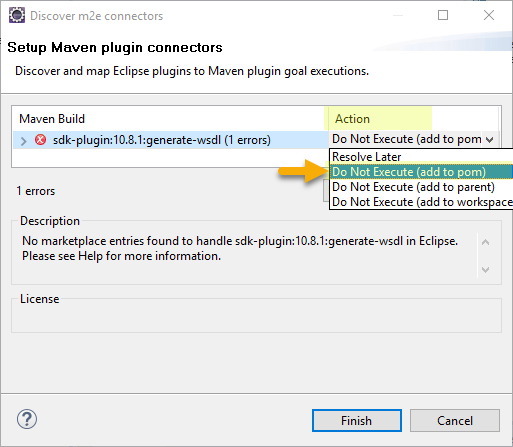 Discover m2e connectors
Setup Maven plugin connectors
Discover and map Eclipse plugins to Maven plugin goal executions.
Maven Build Action
sdk-plugin:10.8.1:generate-wsdl (1 errors) Do Not Execute (add to pom
Resolve Later
Do Not Execute (add to pom)
Do Not Execute (add to parent)
Do Not Execute (add to workspace
1 errors
Description
No marketplace entries found to handle sdk-plugin:10.8.1:generate-wsdl in Eclipse.
Please see Help for more information.
License
? Finish Cancel